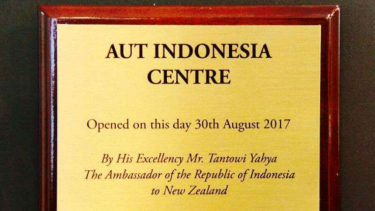 AUT INDONESIA
CENTRE
Opened on this day 30th August 2017
By His Excellency Mr. Tantowi Yahya
The Ambassador of the Republic of Indonesia
to New Zealand